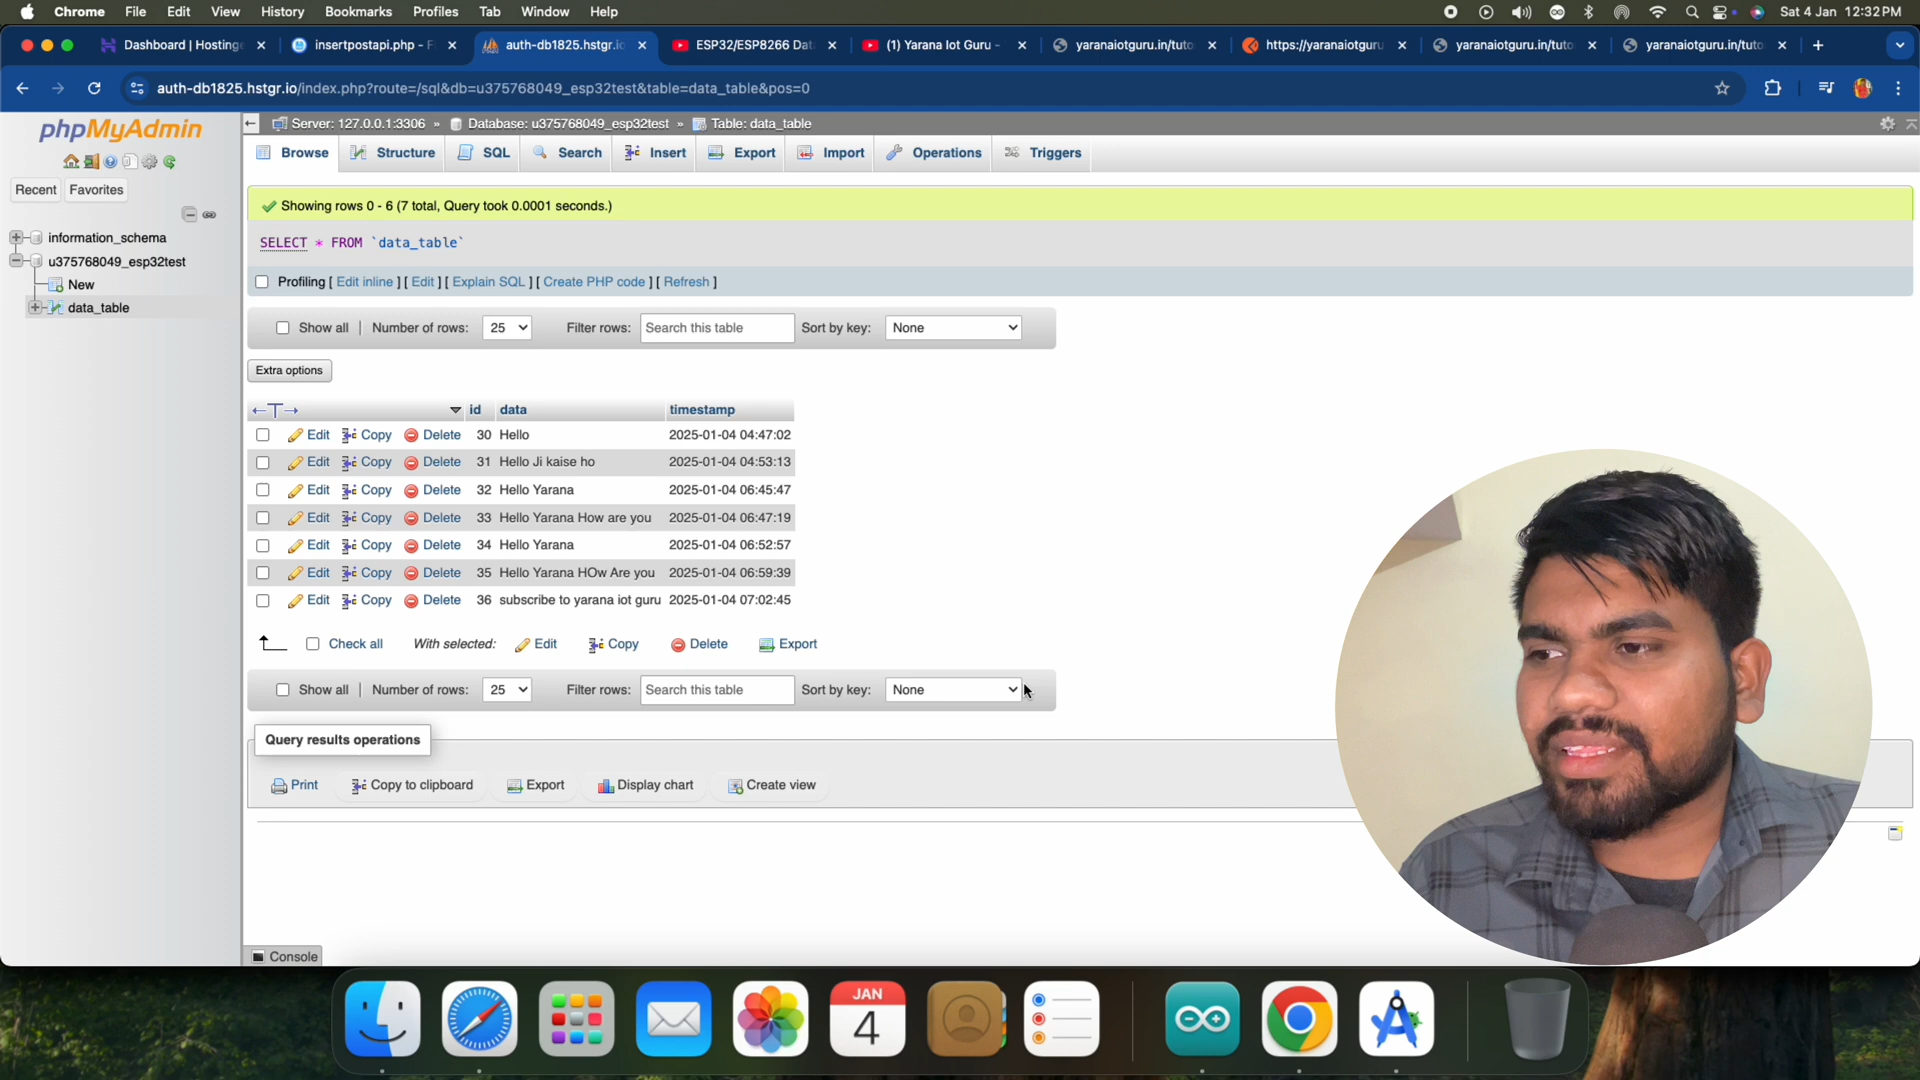 Chrome File Edit View History Bookmarks Profiles Tab Window Help Sat 4 Jan 12:32 PM
Dashboard | Hostinge insertpostapi.php - F auth-db1825.hstgr.io ESP32/ESP8266 Dat (1) Yarana Iot Guru - yaranaiotguru.in/tuto https://yaranaiotguru yaranaiotguru.in/tuto yaranaiotguru.in/tuto
auth-db1825.hstgr.io/index.php?route=/sql&db=u375768049_esp32test&table=data_table&pos=0
phpMyAdmin
Recent Favorites
information_schema
u375768049_esp32test
New
data_table
Server: 127.0.0.1:3306 » Database: u375768049_esp32test » Table: data_table
Browse Structure SQL Search Insert Export Import Operations Triggers
Showing rows 0 - 6 (7 total, Query took 0.0001 seconds.)
SELECT * FROM `data_table`
Profiling [ Edit inline ] [ Edit ] [ Explain SQL ] [ Create PHP code ] [ Refresh ]
Show all | Number of rows: 25 Filter rows: Search this table Sort by key: None
Extra options
←T→ id data timestamp
Edit Copy Delete 30 Hello 2025-01-04 04:47:02
Edit Copy Delete 31 Hello Ji kaise ho 2025-01-04 04:53:13
Edit Copy Delete 32 Hello Yarana 2025-01-04 06:45:47
Edit Copy Delete 33 Hello Yarana How are you 2025-01-04 06:47:19
Edit Copy Delete 34 Hello Yarana 2025-01-04 06:52:57
Edit Copy Delete 35 Hello Yarana HOw Are you 2025-01-04 06:59:39
Edit Copy Delete 36 subscribe to yarana iot guru 2025-01-04 07:02:45
Check all With selected: Edit Copy Delete Export
Show all | Number of rows: 25 Filter rows: Search this table Sort by key: None
Query results operations
Print Copy to clipboard Export Display chart Create view
Console
JAN
4